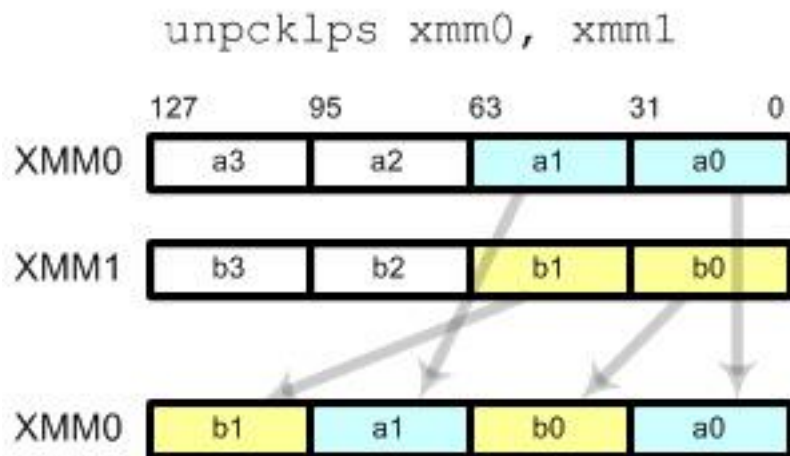 unpcklps xmm0, xmm1
127 95 63 31 0
XMM0 a3 a2 a1 a0
XMM1 b3 b2 b1 b0
XMM0 b1 a1 b0 a0